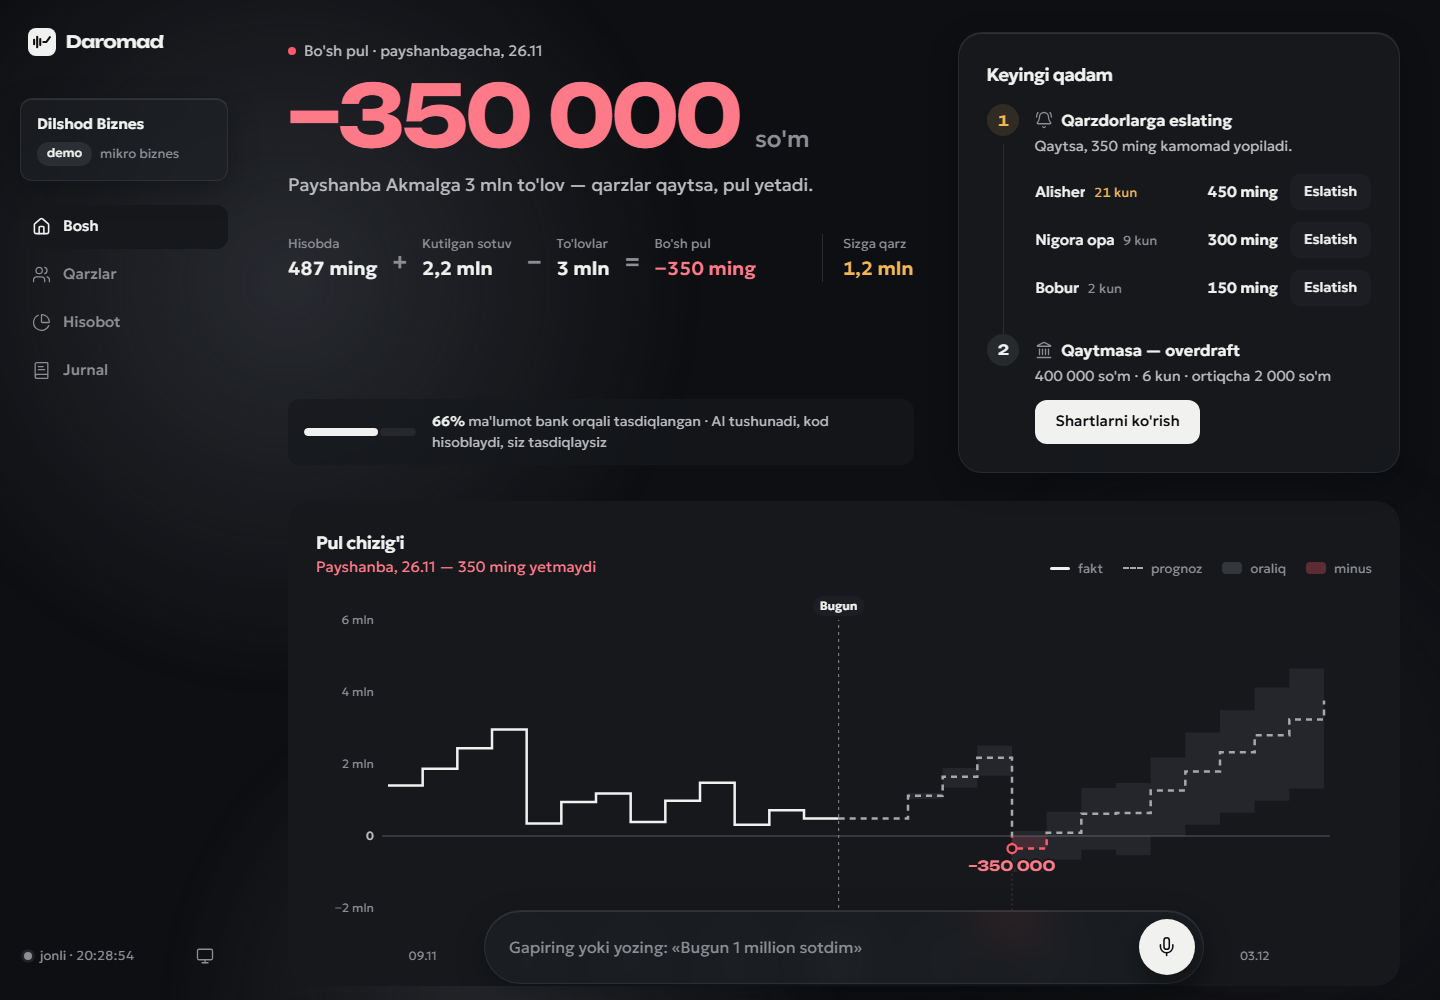 Daromad
Dilshod Biznes
demo mikro biznes
Bosh
Qarzlar
Hisobot
Jurnal
jonli · 20:28:54
Bo'sh pul · payshanbagacha, 26.11
−350 000 so'm
Payshanba Akmalga 3 mln to'lov — qarzlar qaytsa, pul yetadi.
Hisobda
487 ming
+
Kutilgan sotuv
2,2 mln
−
To'lovlar
3 mln
=
Bo'sh pul
−350 ming
Sizga qarz
1,2 mln
66% ma'lumot bank orqali tasdiqlangan · AI tushunadi, kod
hisoblaydi, siz tasdiqlaysiz
Keyingi qadam
1 Qarzdorlarga eslating
Qaytsa, 350 ming kamomad yopiladi.
Alisher 21 kun 450 ming Eslatish
Nigora opa 9 kun 300 ming Eslatish
Bobur 2 kun 150 ming Eslatish
2 Qaytmasa — overdraft
400 000 so'm · 6 kun · ortiqcha 2 000 so'm
Shartlarni ko'rish
Pul chizig'i
Payshanba, 26.11 — 350 ming yetmaydi
fakt prognoz oraliq minus
Bugun
6 mln
4 mln
2 mln
0
−350 000
−2 mln
09.11 03.12
Gapiring yoki yozing: «Bugun 1 million sotdim»